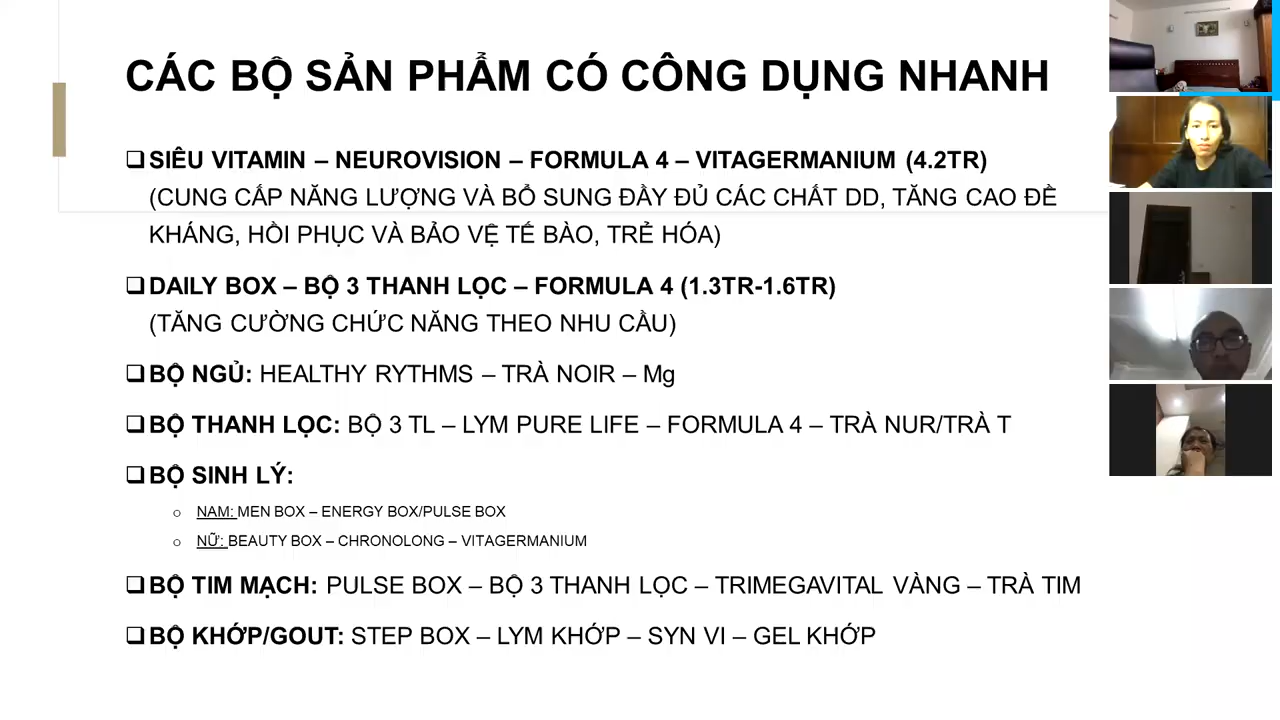 CÁC BỘ SẢN PHẨM CÓ CÔNG DỤNG NHANH
❑SIÊU VITAMIN – NEUROVISION – FORMULA 4 – VITAGERMANIUM (4.2TR)
(CUNG CẤP NĂNG LƯỢNG VÀ BỔ SUNG ĐẦY ĐỦ CÁC CHẤT DD, TĂNG CAO ĐỀ
KHÁNG, HỒI PHỤC VÀ BẢO VỆ TẾ BÀO, TRẺ HÓA)
❑DAILY BOX – BỘ 3 THANH LỌC – FORMULA 4 (1.3TR-1.6TR)
(TĂNG CƯỜNG CHỨC NĂNG THEO NHU CẦU)
❑BỘ NGỦ: HEALTHY RYTHMS – TRÀ NOIR – Mg
❑BỘ THANH LỌC: BỘ 3 TL – LYM PURE LIFE – FORMULA 4 – TRÀ NUR/TRÀ T
❑BỘ SINH LÝ:
o NAM: MEN BOX – ENERGY BOX/PULSE BOX
o NỮ: BEAUTY BOX – CHRONOLONG – VITAGERMANIUM
❑BỘ TIM MẠCH: PULSE BOX – BỘ 3 THANH LỌC – TRIMEGAVITAL VÀNG – TRÀ TIM
❑BỘ KHỚP/GOUT: STEP BOX – LYM KHỚP – SYN VI – GEL KHỚP